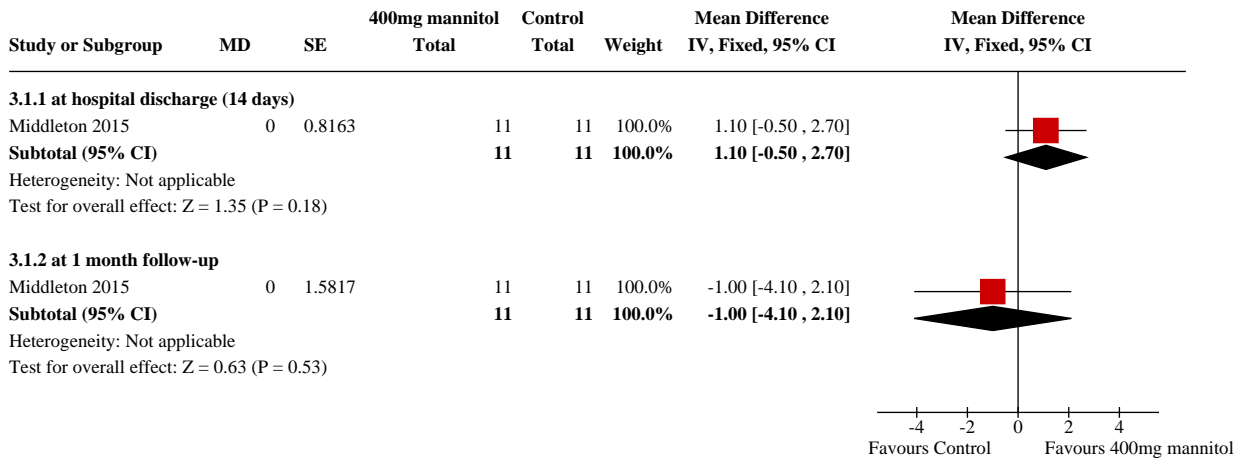 400mg mannitol Control Mean Difference Mean Difference
Study or Subgroup MD SE Total Total Weight IV, Fixed, 95% CI IV, Fixed, 95% CI
3.1.1 at hospital discharge (14 days)
Middleton 2015 0 0.8163 11 11 100.0% 1.10 [-0.50 , 2.70]
Subtotal (95% CI) 11 11 100.0% 1.10 [-0.50 , 2.70]
Heterogeneity: Not applicable
Test for overall effect: Z = 1.35 (P = 0.18)
3.1.2 at 1 month follow-up
Middleton 2015 0 1.5817 11 11 100.0% -1.00 [-4.10 , 2.10]
Subtotal (95% CI) 11 11 100.0% -1.00 [-4.10 , 2.10]
Heterogeneity: Not applicable
Test for overall effect: Z = 0.63 (P = 0.53)
-4 -2 0 2 4
Favours Control Favours 400mg mannitol